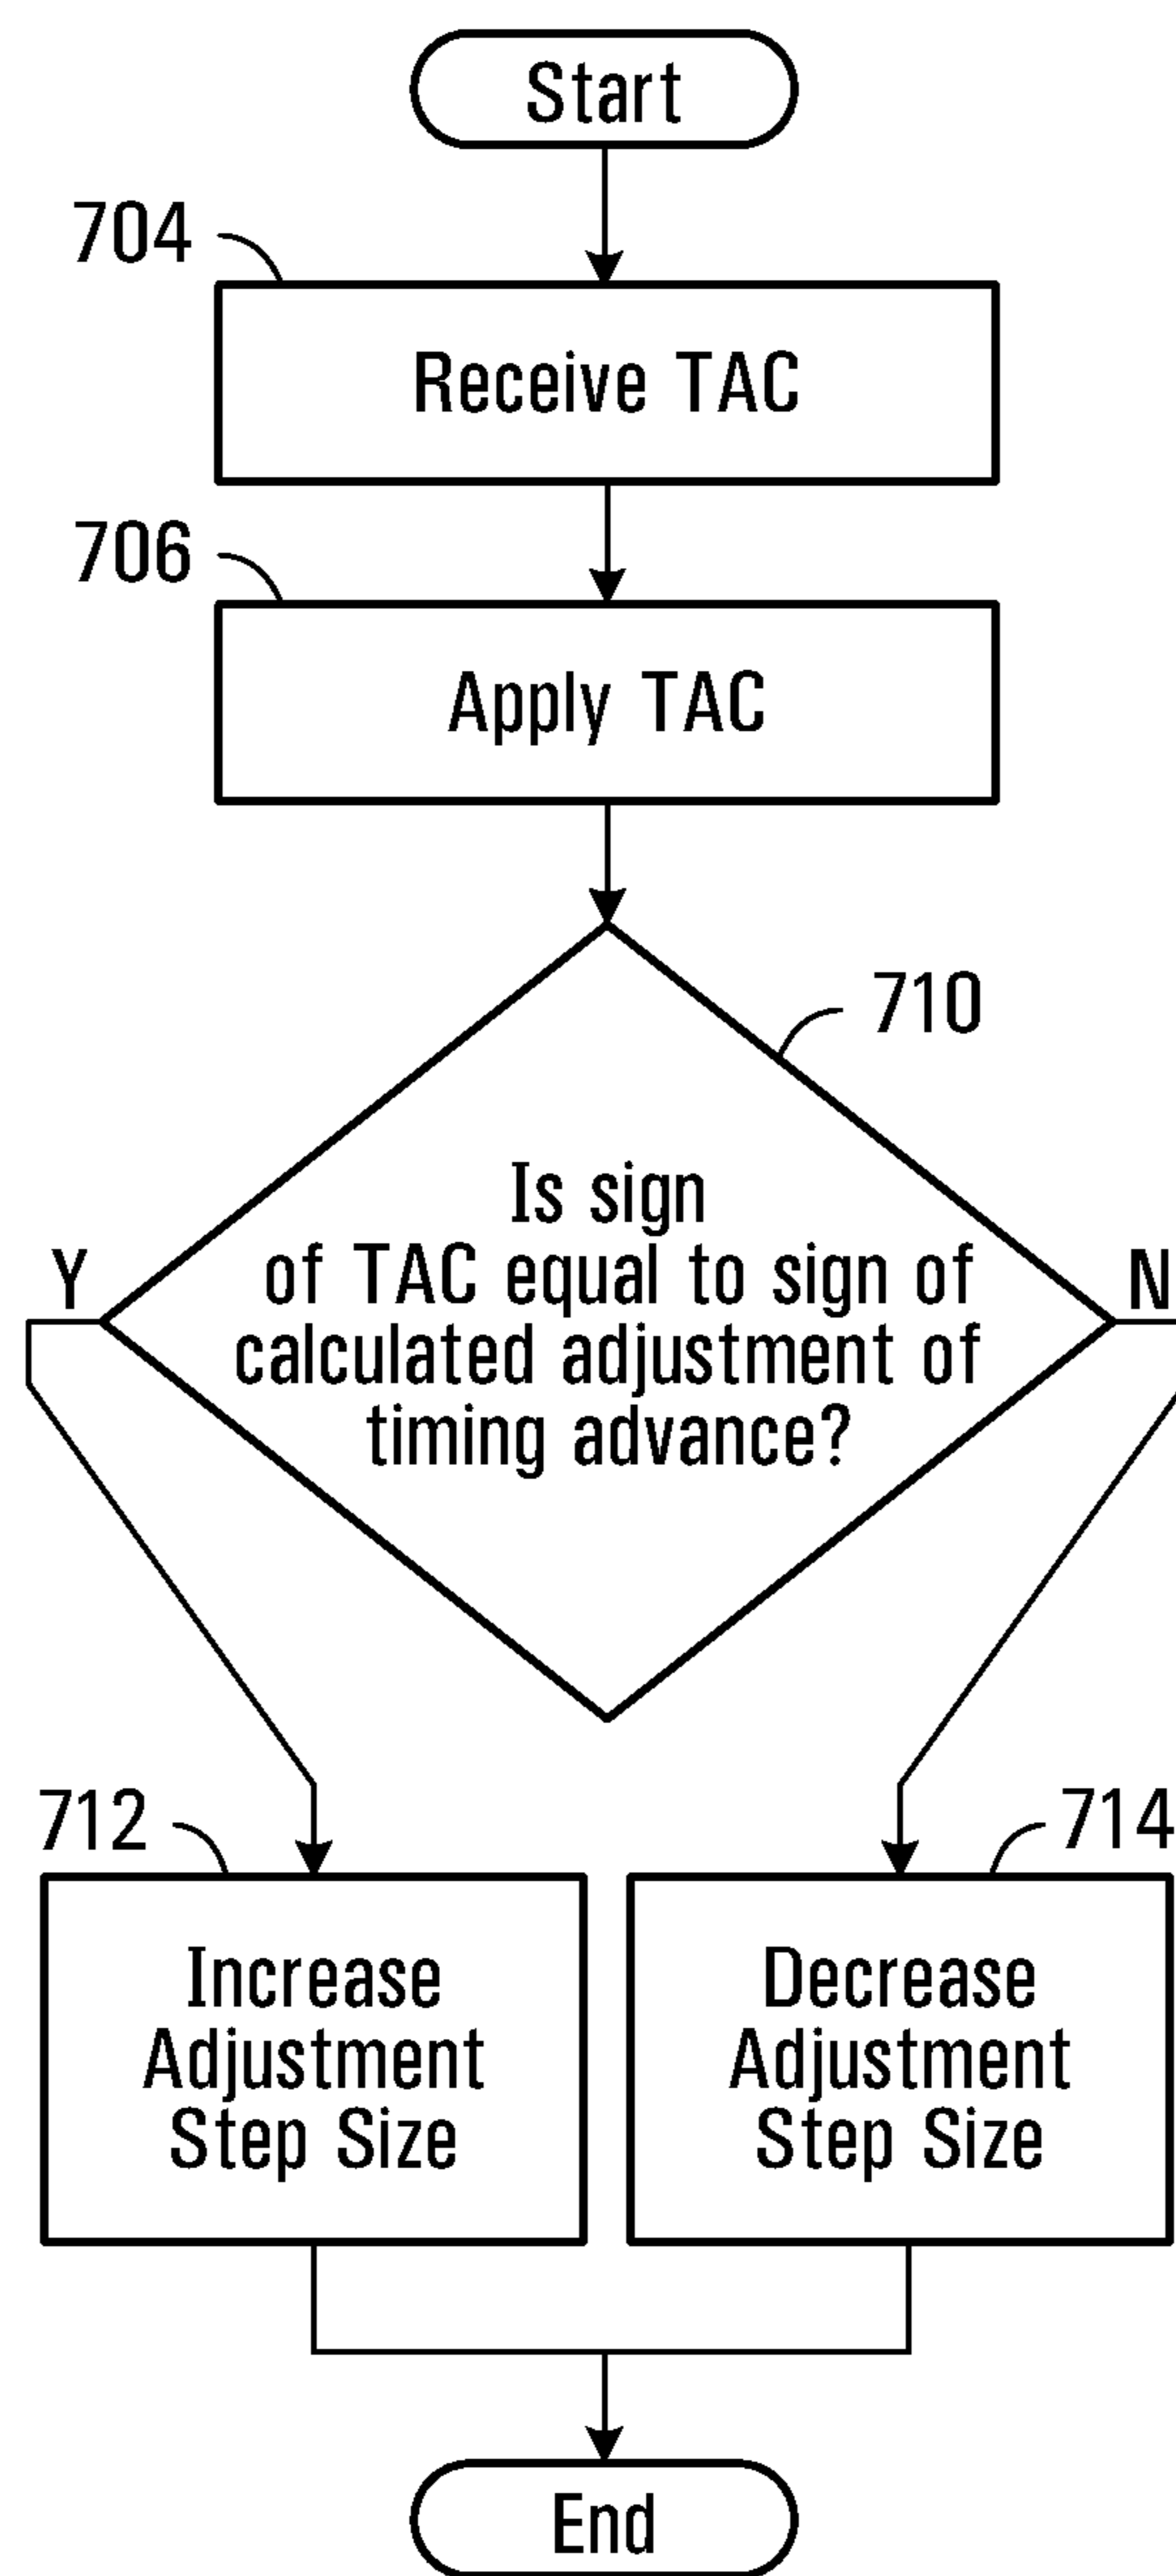 Start
704
Receive TAC
706
Apply TAC
710
Is sign
of TAC equal to sign of
calculated adjustment of
timing advance?
Y
N
712
Increase
Adjustment
Step Size
714
Decrease
Adjustment
Step Size
End